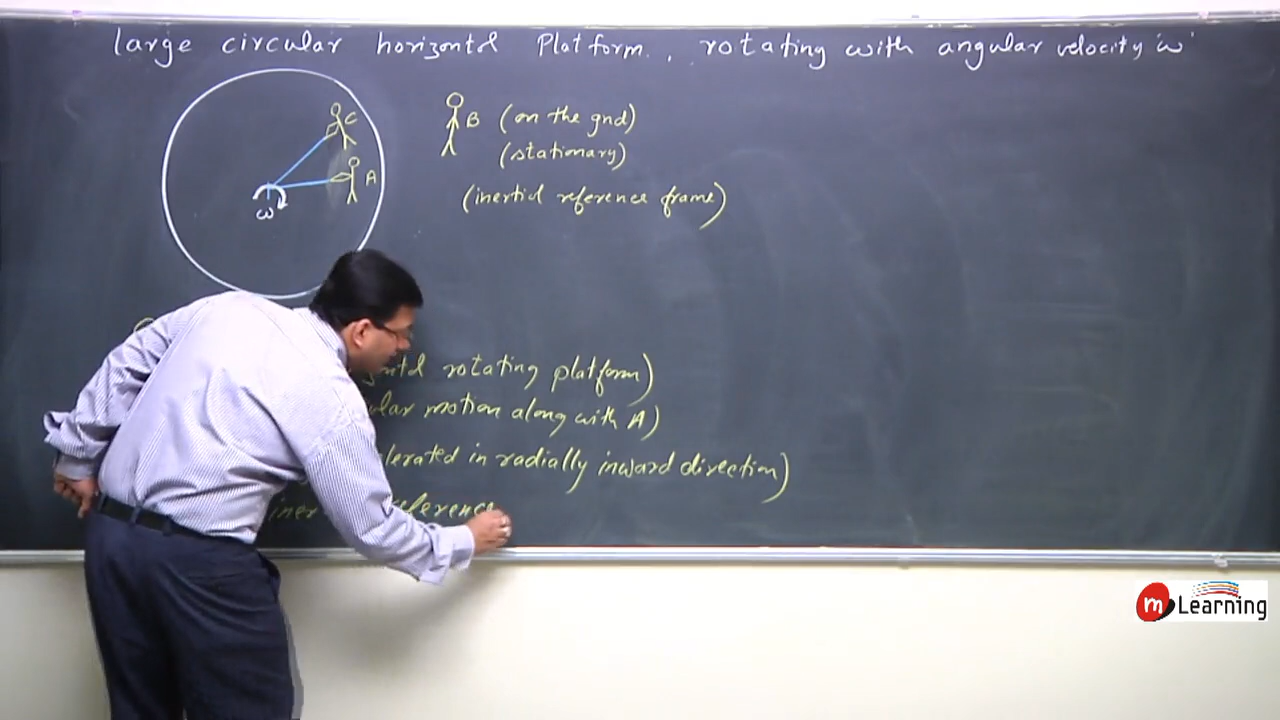 large circular horizontal Platform, rotating with angular velocity 'ω'
C
B (on the gnd)
(stationary)
A
(inertial reference frame)
ω
rotating platform)
motion along with A)
in radially inward direction)
reference
m Learning